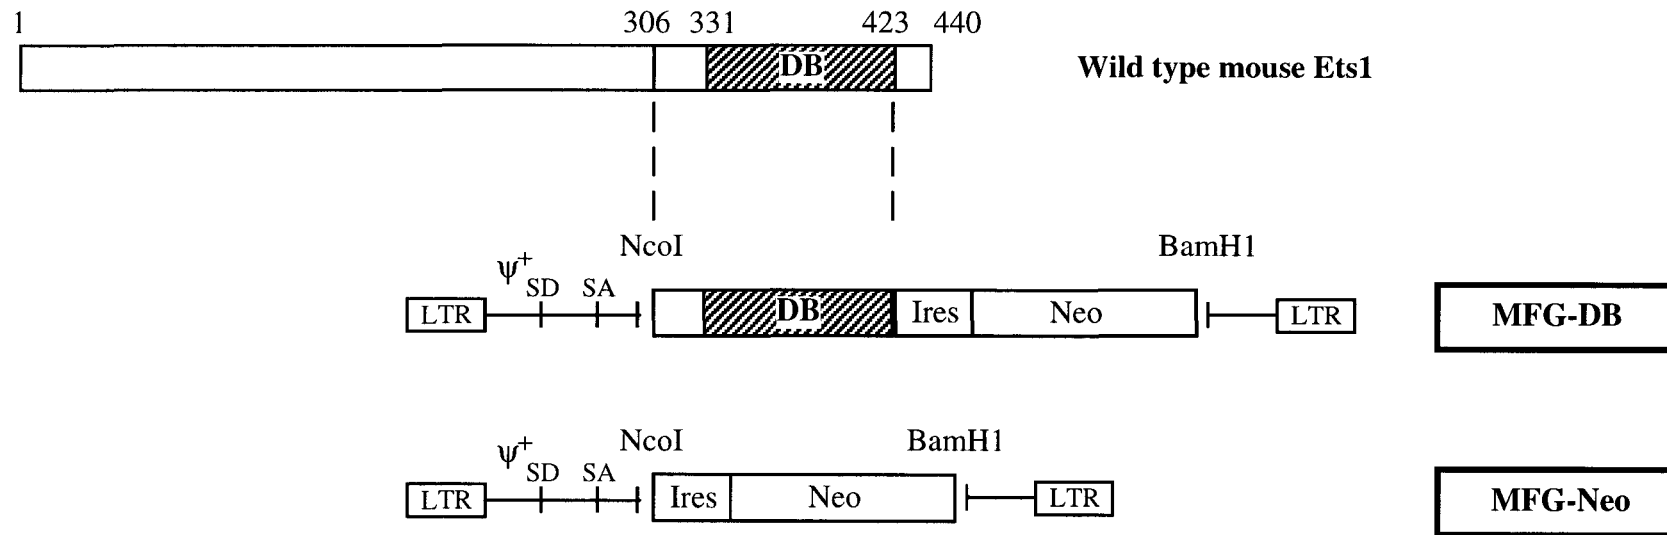 1 306 331 423 440
DB Wild type mouse Ets1
NcoI BamH1
ψ+ SD SA
LTR DB Ires Neo LTR MFG-DB
NcoI BamH1
ψ+ SD SA
LTR Ires Neo LTR MFG-Neo